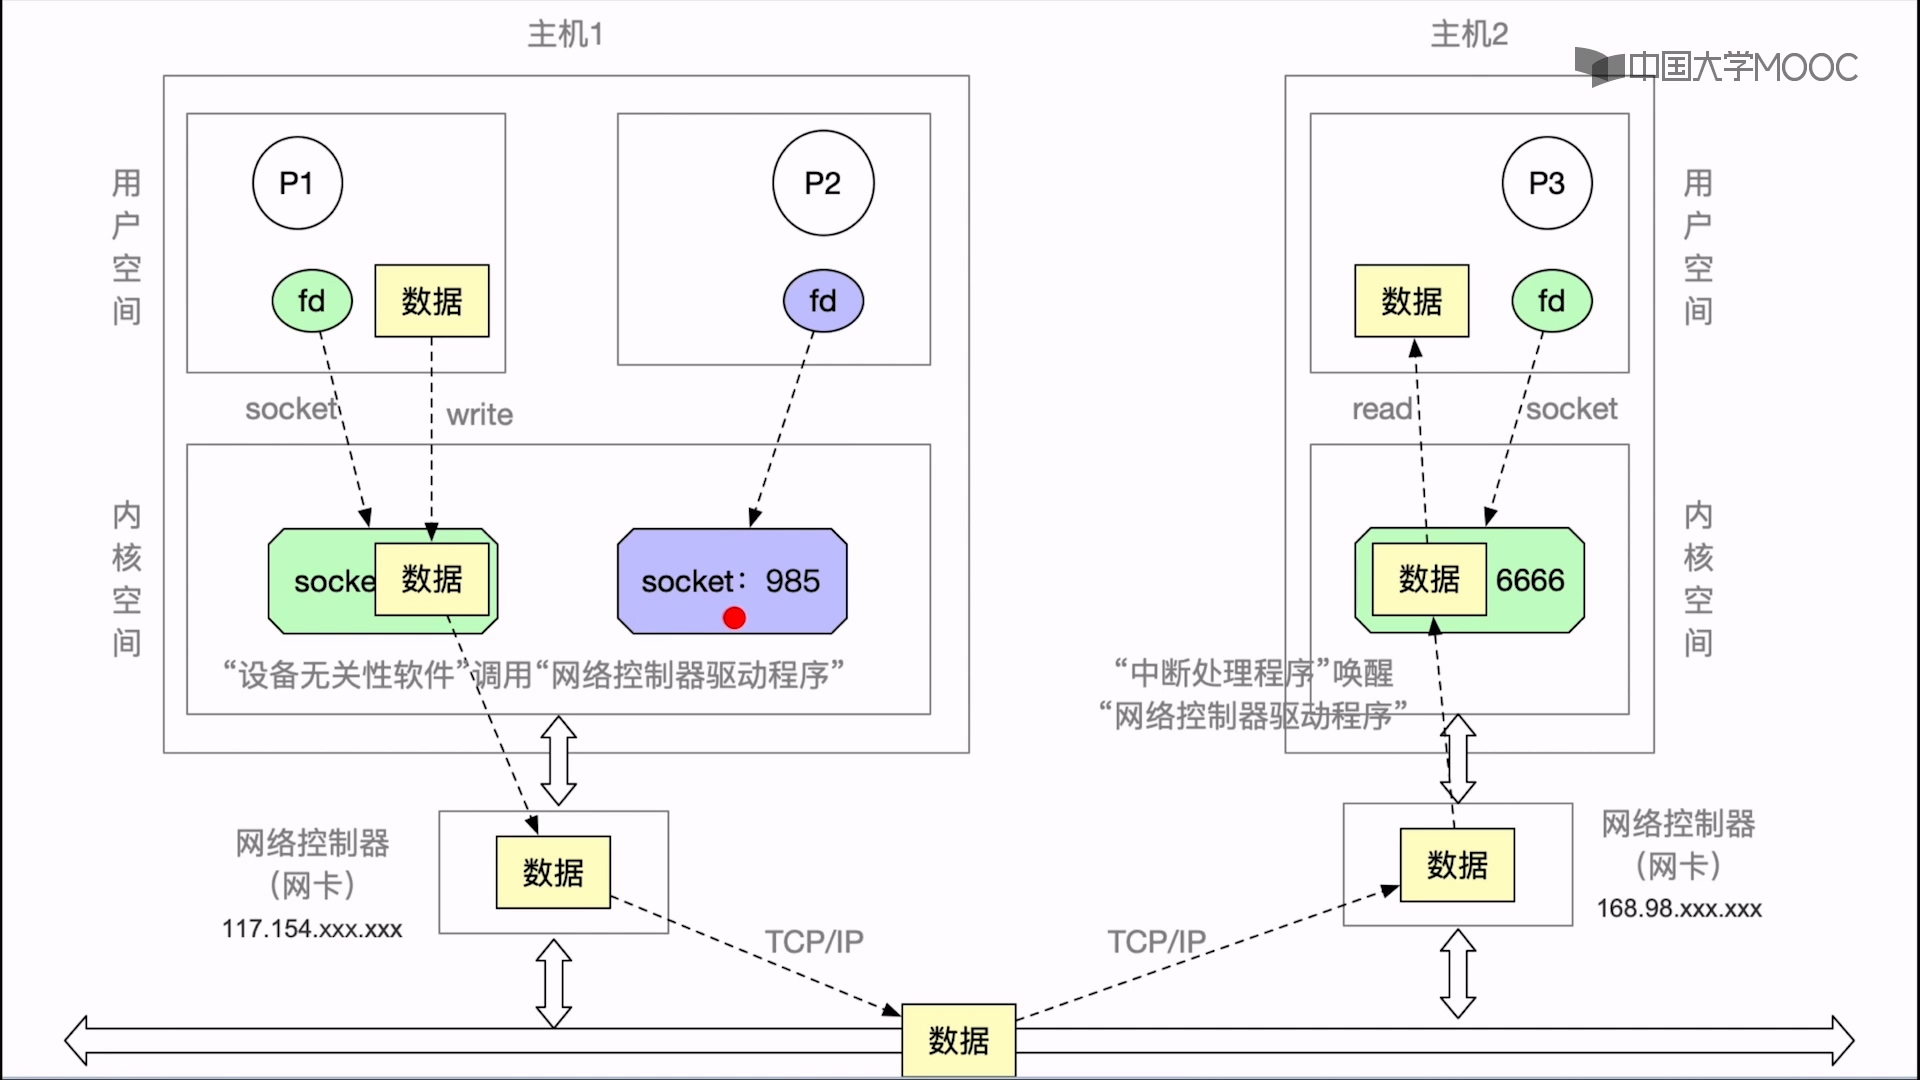 主机1
主机2
中国大学MOOC
用户空间
P1
P2
P3
用户空间
fd
数据
fd
数据
fd
socket
write
read
socket
内核空间
socke
数据
socket：985
数据
6666
内核空间
“设备无关性软件”调用“网络控制器驱动程序”
“中断处理程序”唤醒
“网络控制器驱动程序”
网络控制器
（网卡）
117.154.xxx.xxx
数据
数据
网络控制器
（网卡）
168.98.xxx.xxx
TCP/IP
TCP/IP
数据